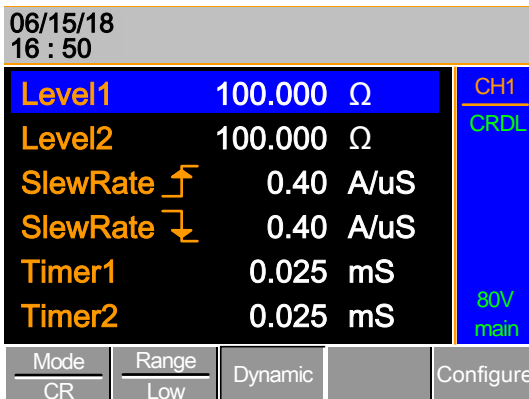 06/15/18
16 : 50
Level1 100.000 Ω
Level2 100.000 Ω
SlewRate 0.40 A/uS
SlewRate 0.40 A/uS
Timer1 0.025 mS
Timer2 0.025 mS
CH1
CRDL
80V
main
Mode Range Dynamic Configure
CR Low